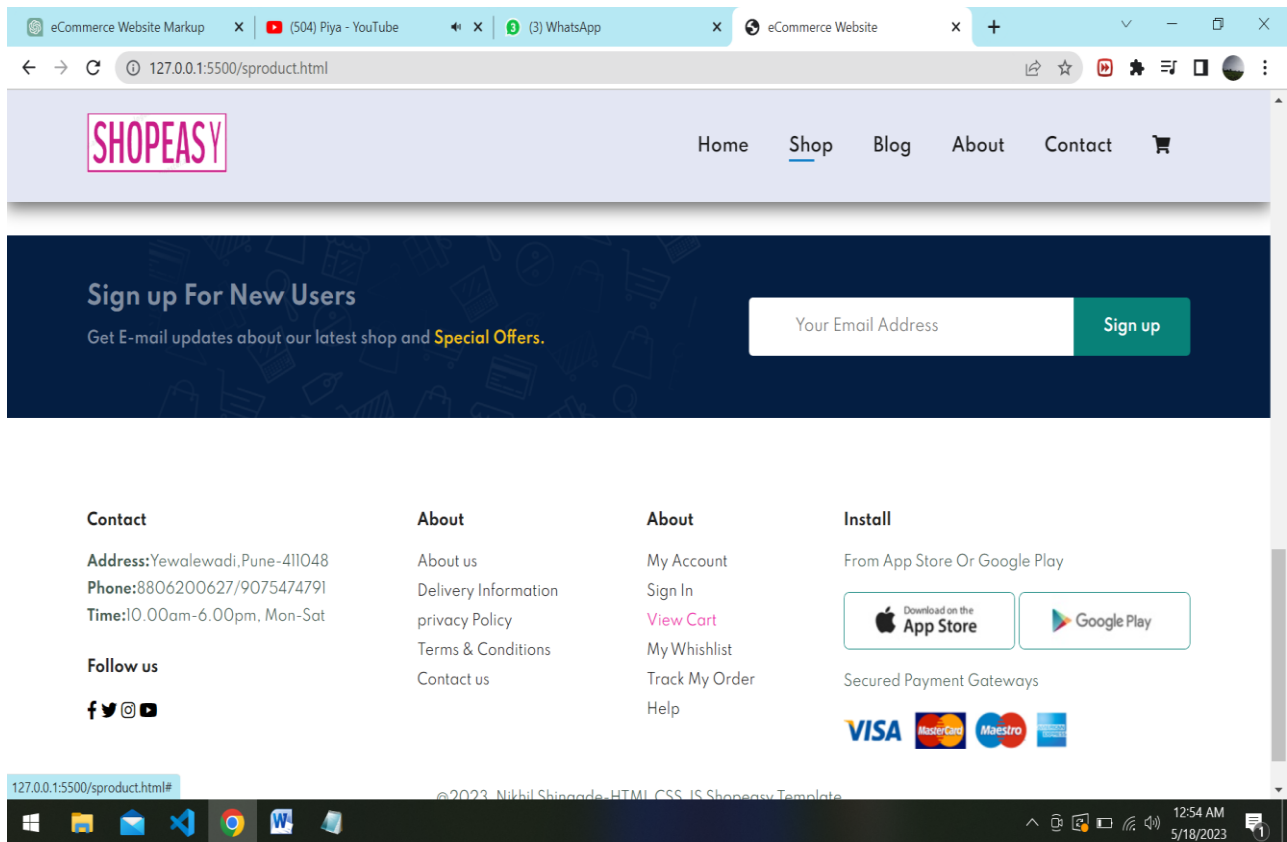 eCommerce Website Markup
(504) Piya - YouTube
(3) WhatsApp
eCommerce Website
127.0.0.1:5500/sproduct.html
SHOPEASY
Home Shop Blog About Contact
Sign up For New Users
Get E-mail updates about our latest shop and Special Offers.
Your Email Address
Sign up
Contact
Address:Yewalewadi,Pune-411048
Phone:8806200627/9075474791
Time:10.00am-6.00pm, Mon-Sat
Follow us
About
About us
Delivery Information
privacy Policy
Terms & Conditions
Contact us
About
My Account
Sign In
View Cart
My Whishlist
Track My Order
Help
Install
From App Store Or Google Play
Download on the
App Store
Google Play
Secured Payment Gateways
VISA MasterCard Maestro
127.0.0.1:5500/sproduct.html#
©2023, Nikhil Shingade-HTML CSS JS Shopeasy Template
12:54 AM
5/18/2023
1